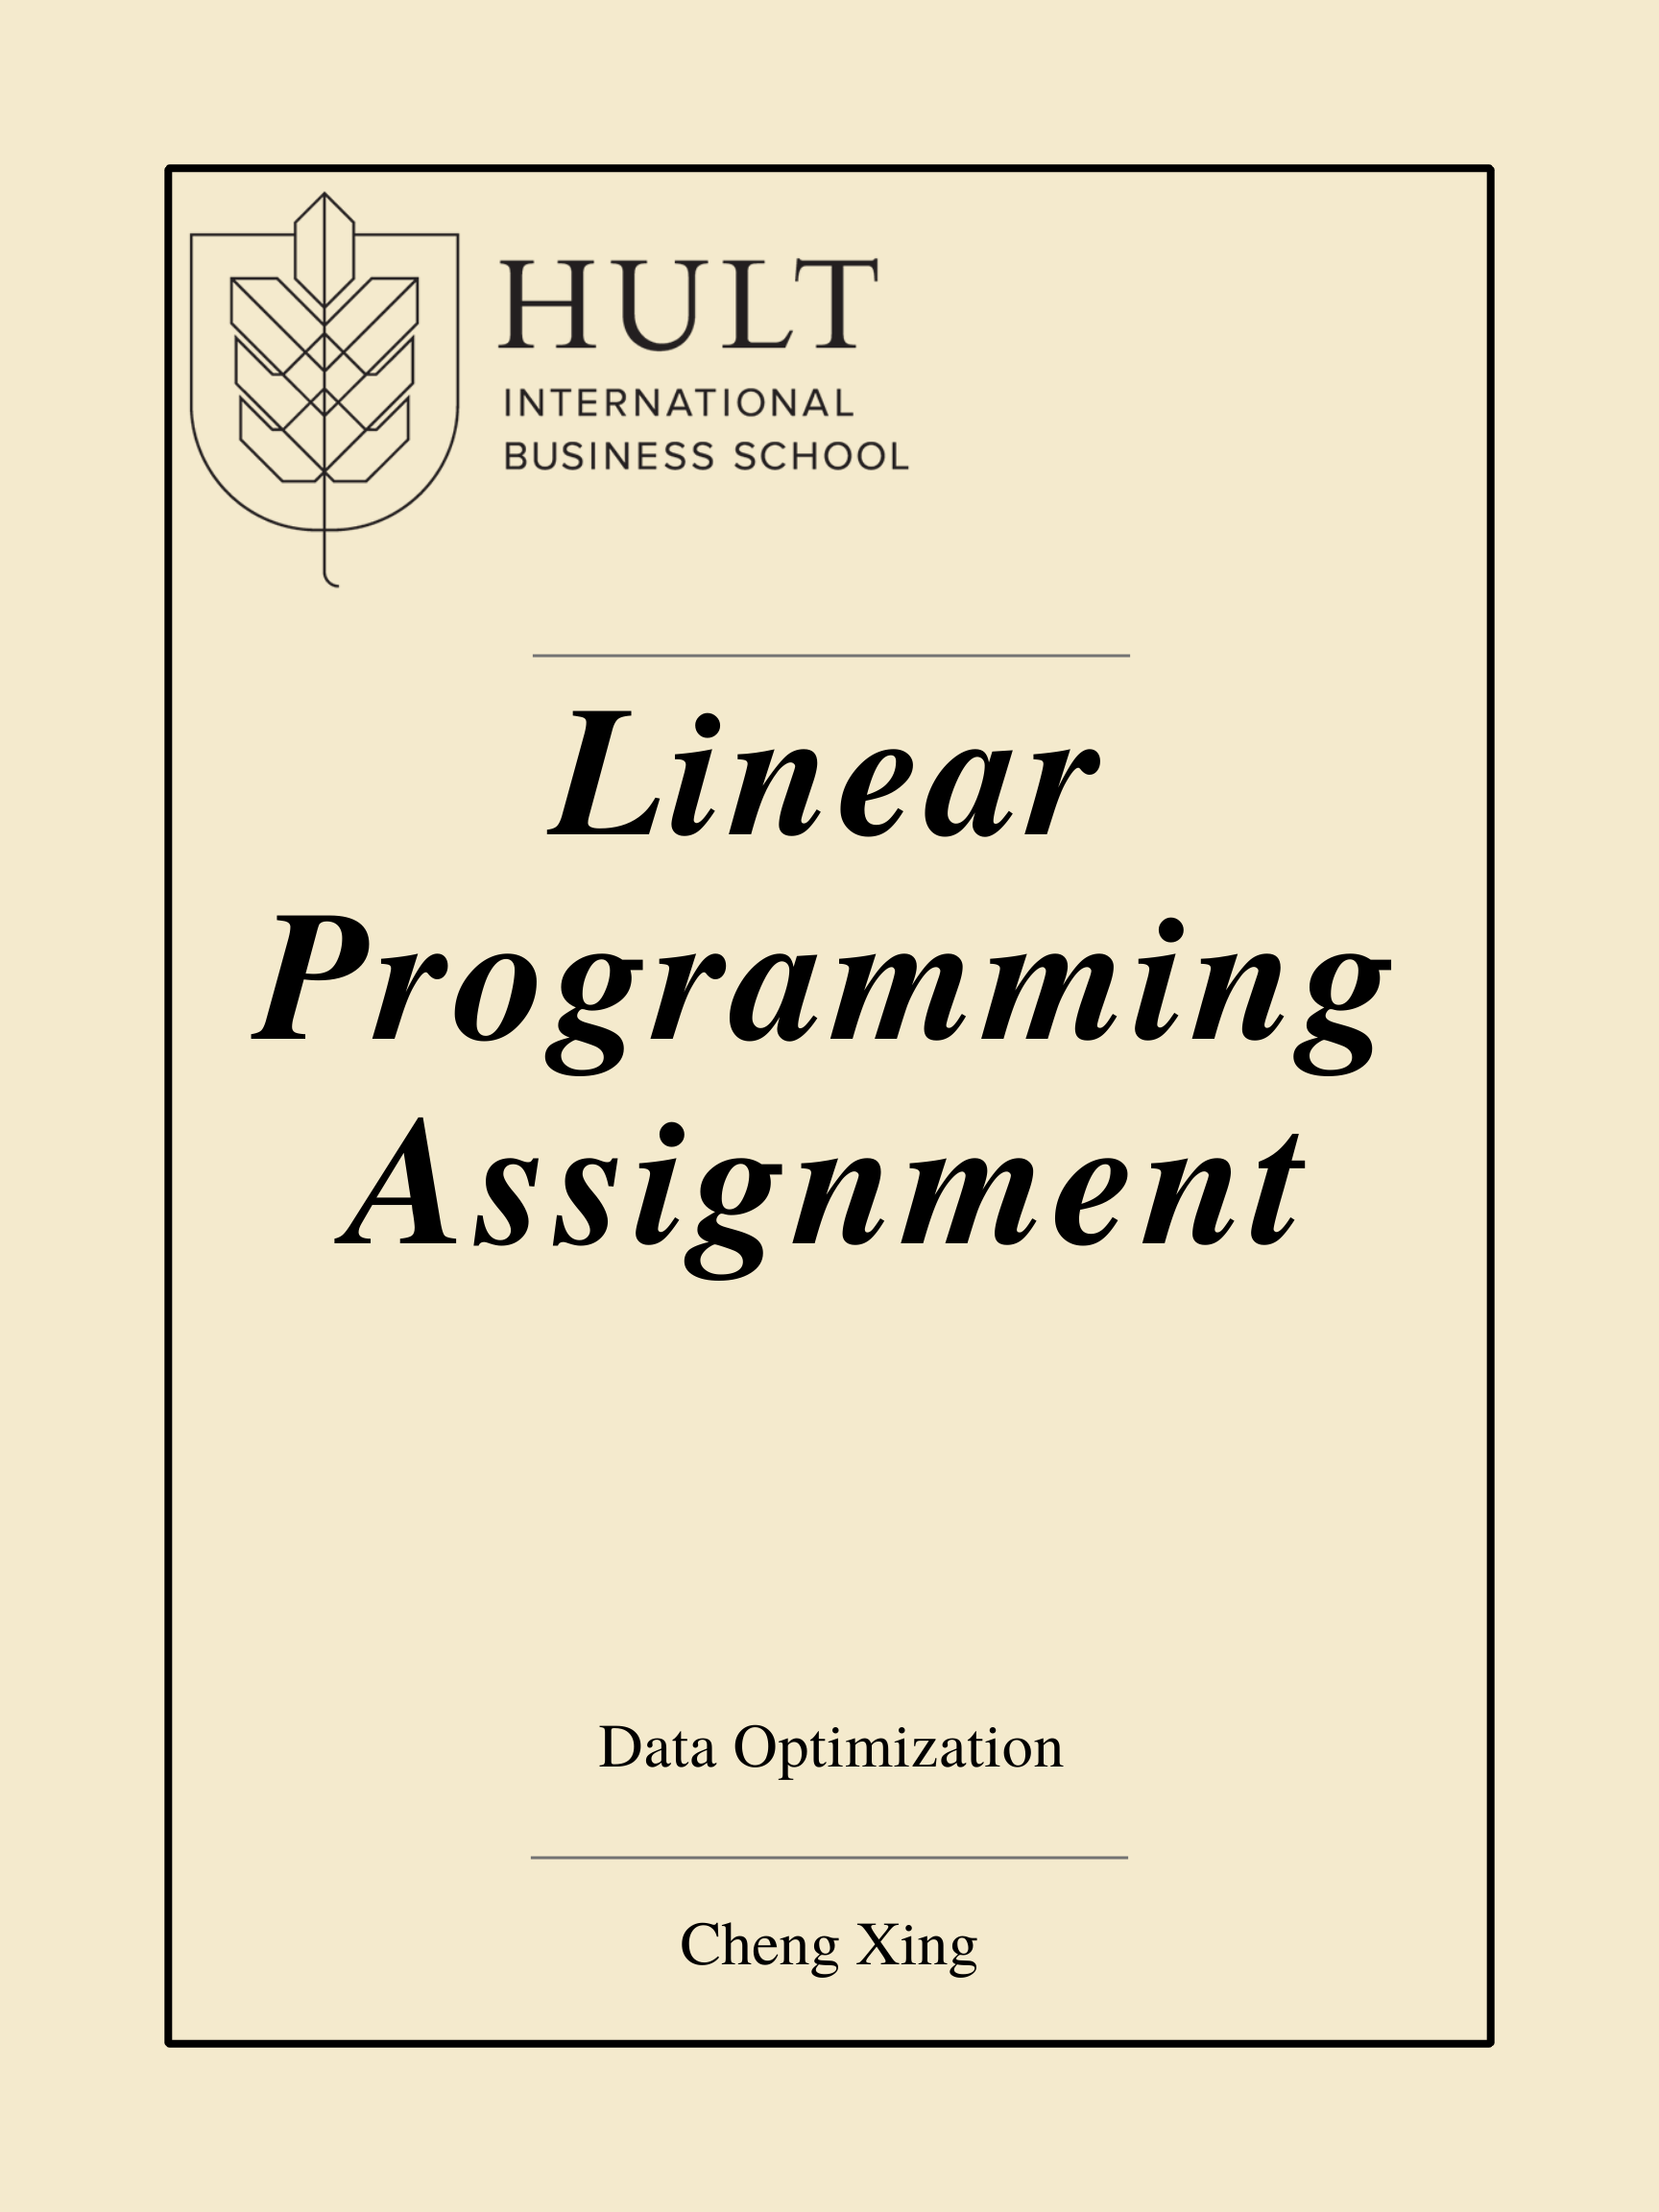 HULT
INTERNATIONAL
BUSINESS SCHOOL
Linear
Programming
Assignment
Data Optimization
Cheng Xing